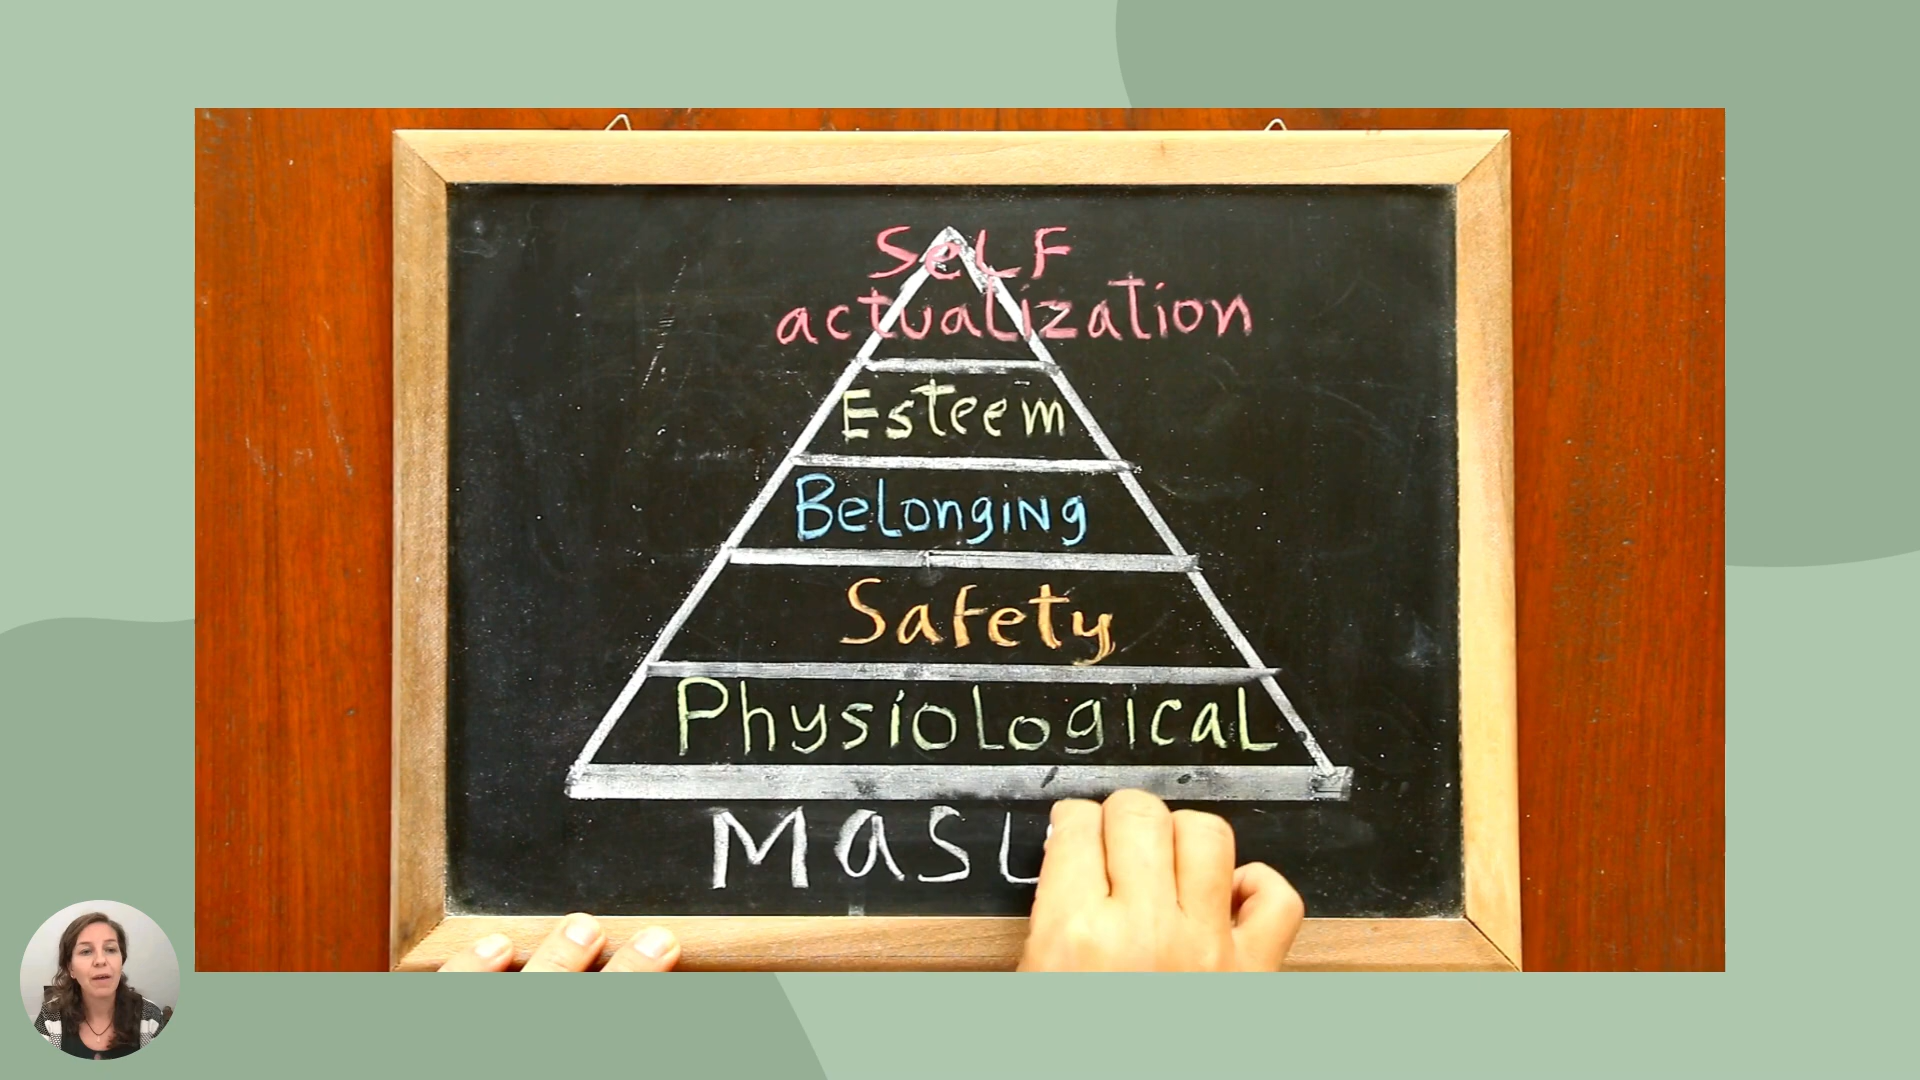 SeLF
actualization
Esteem
Belonging
Safety
Physiological
MasL